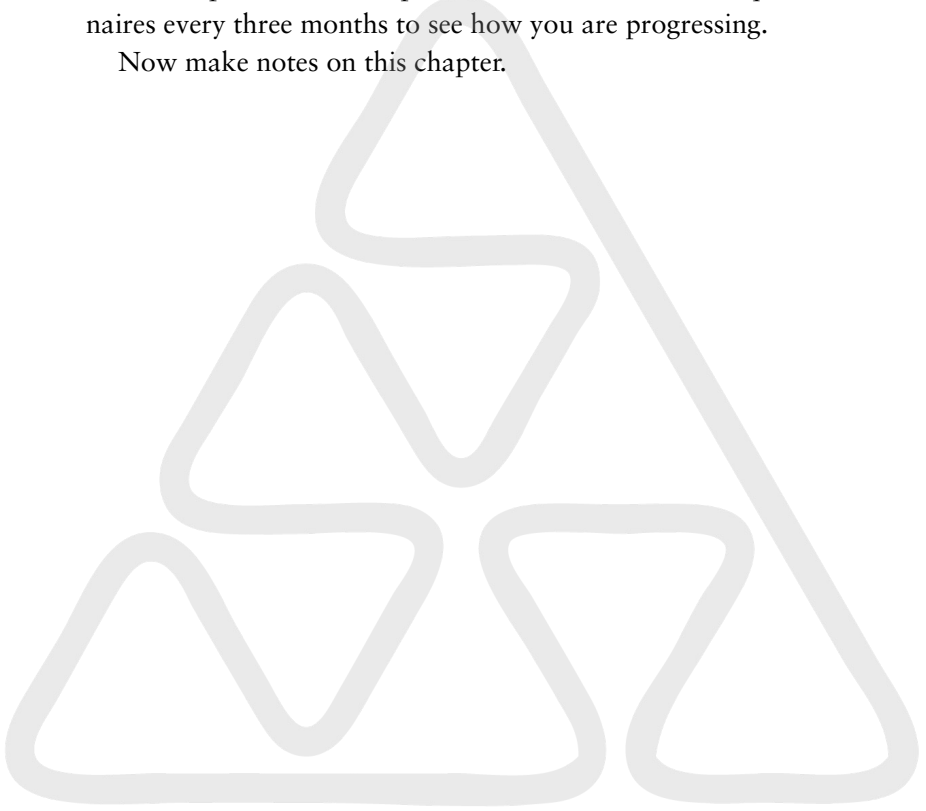 naires every three months to see how you are progressing.
Now make notes on this chapter.